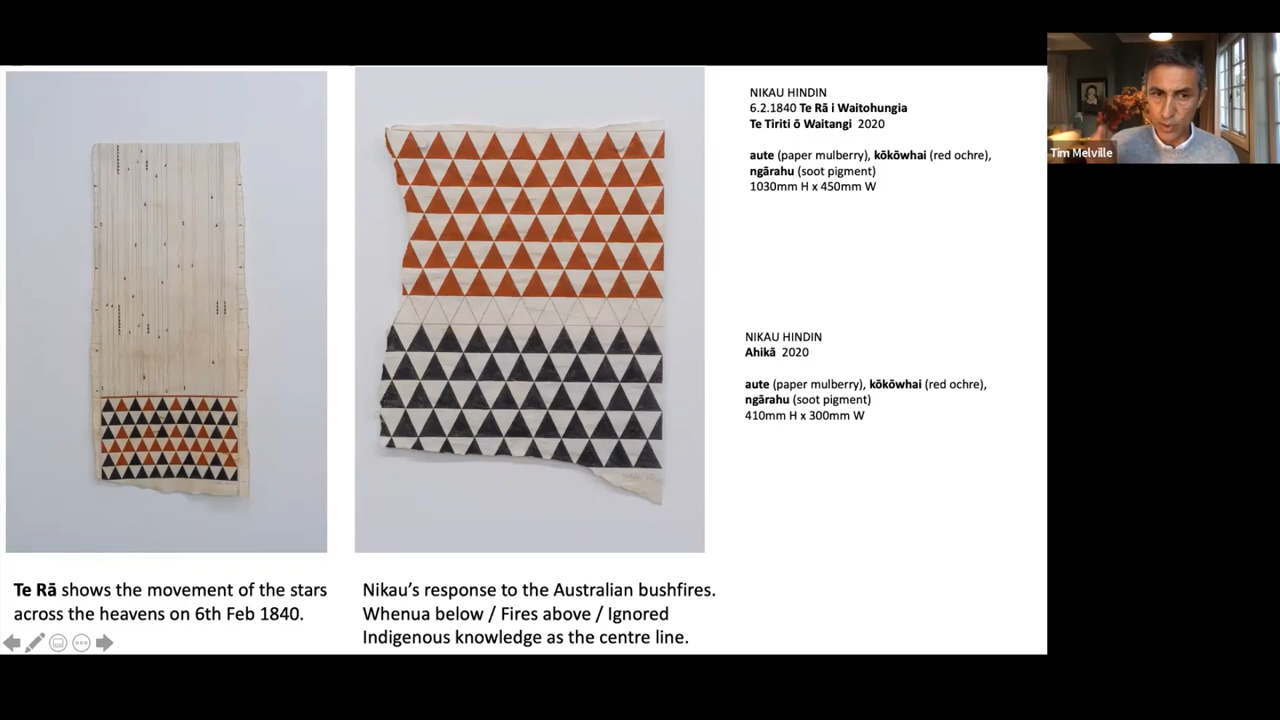 NIKAU HINDIN
6.2.1840 Te Rā i Waitohungia
Te Tiriti ō Waitangi 2020
aute (paper mulberry), kōkōwhai (red ochre),
ngārahu (soot pigment)
1030mm H x 450mm W
NIKAU HINDIN
Ahikā 2020
aute (paper mulberry), kōkōwhai (red ochre),
ngārahu (soot pigment)
410mm H x 300mm W
Te Rā shows the movement of the stars
across the heavens on 6th Feb 1840.
Nikau’s response to the Australian bushfires.
Whenua below / Fires above / Ignored
Indigenous knowledge as the centre line.
Tim Melville